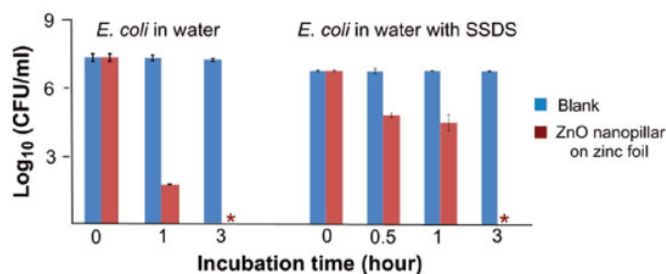 E. coli in water
E. coli in water with SSDS
9
6
3
Log10 (CFU/ml)
0 1 3
0 0.5 1 3
* *
Incubation time (hour)
Blank
ZnO nanopillar
on zinc foil